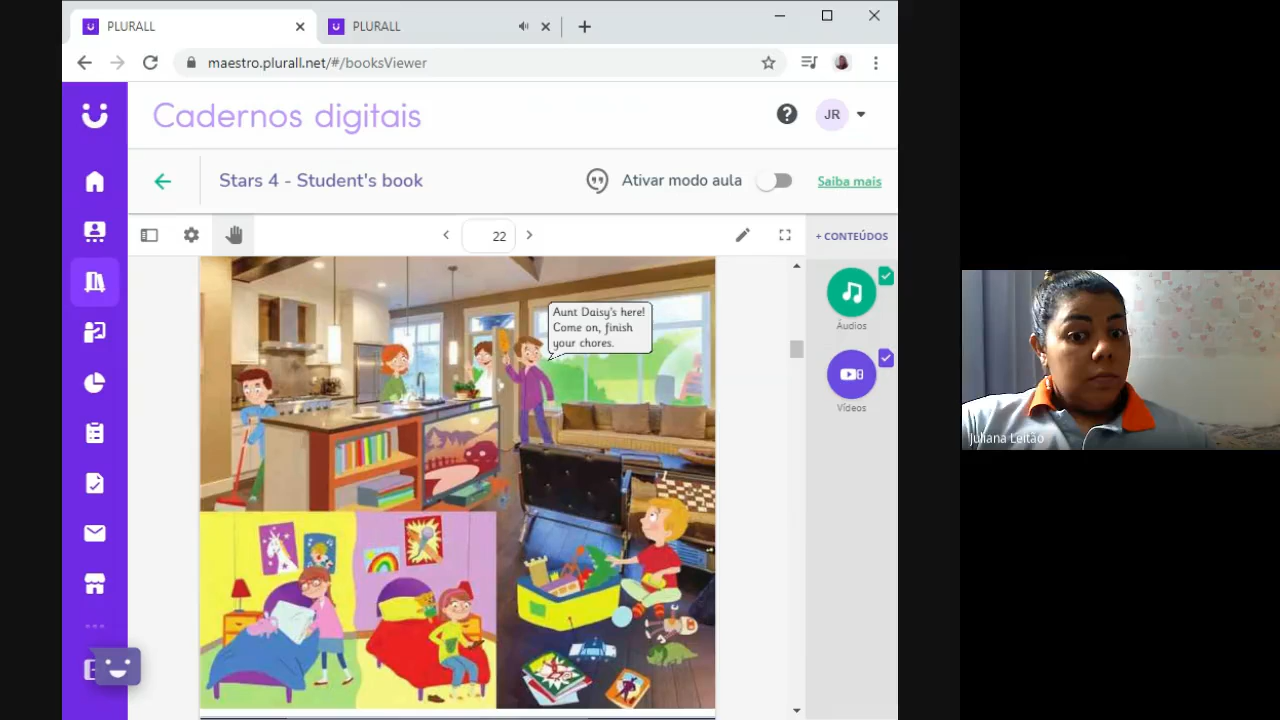 PLURALL
PLURALL
maestro.plurall.net/#/booksViewer
Cadernos digitais
JR
Stars 4 - Student's book
Ativar modo aula
Saiba mais
22
+ CONTEÚDOS
Aunt Daisy's here!
Come on, finish
your chores.
Áudios
Vídeos
Juliana Leitão